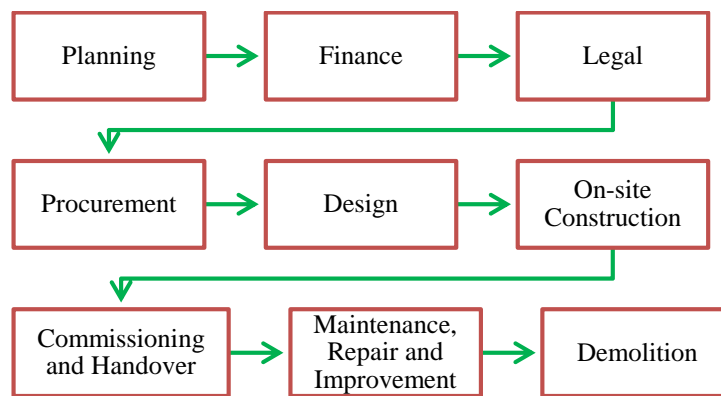 Planning
Finance
Legal
Procurement
Design
On-site
Construction
Commissioning
and Handover
Maintenance,
Repair and
Improvement
Demolition